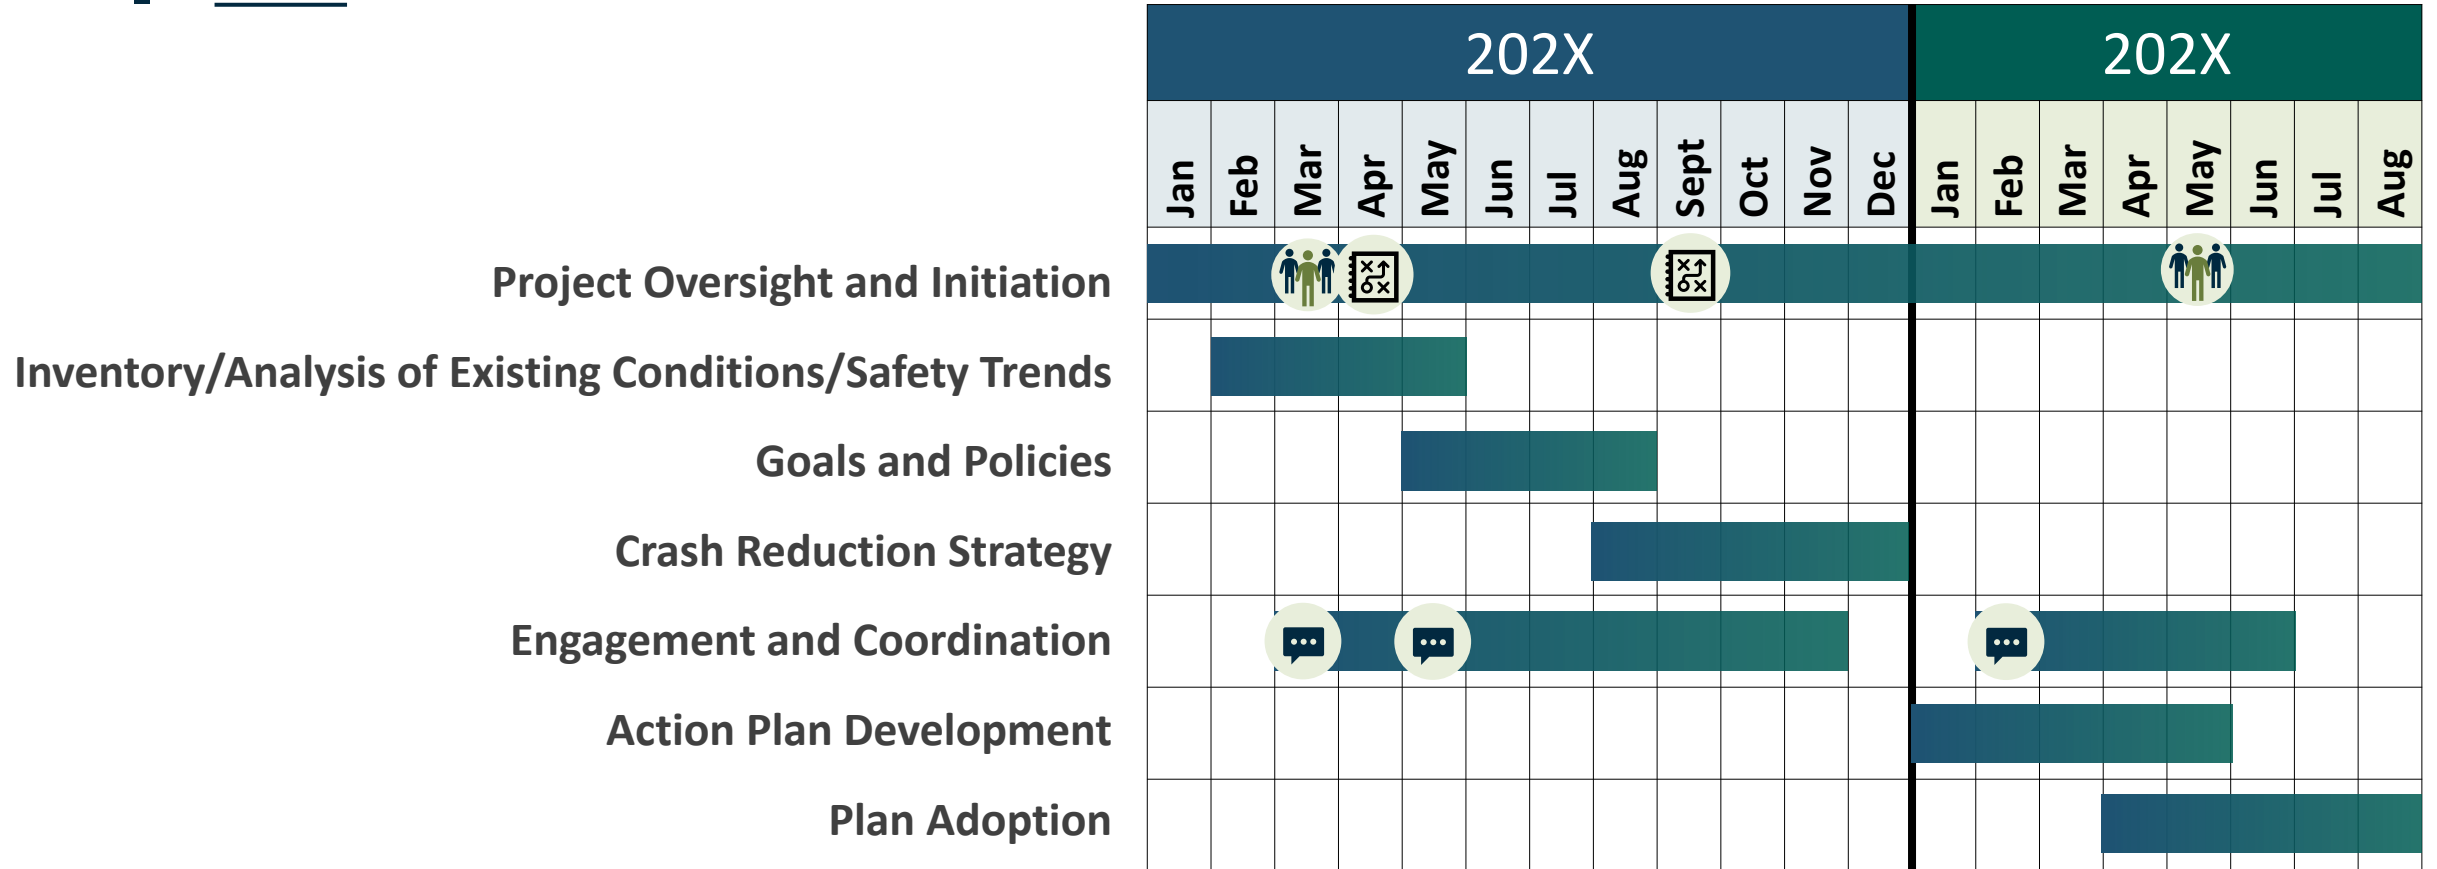 202X 202X
Jan Feb Mar Apr May Jun Jul Aug Sept Oct Nov Dec Jan Feb Mar Apr May Jun Jul Aug
Project Oversight and Initiation
Inventory/Analysis of Existing Conditions/Safety Trends
Goals and Policies
Crash Reduction Strategy
Engagement and Coordination
Action Plan Development
Plan Adoption